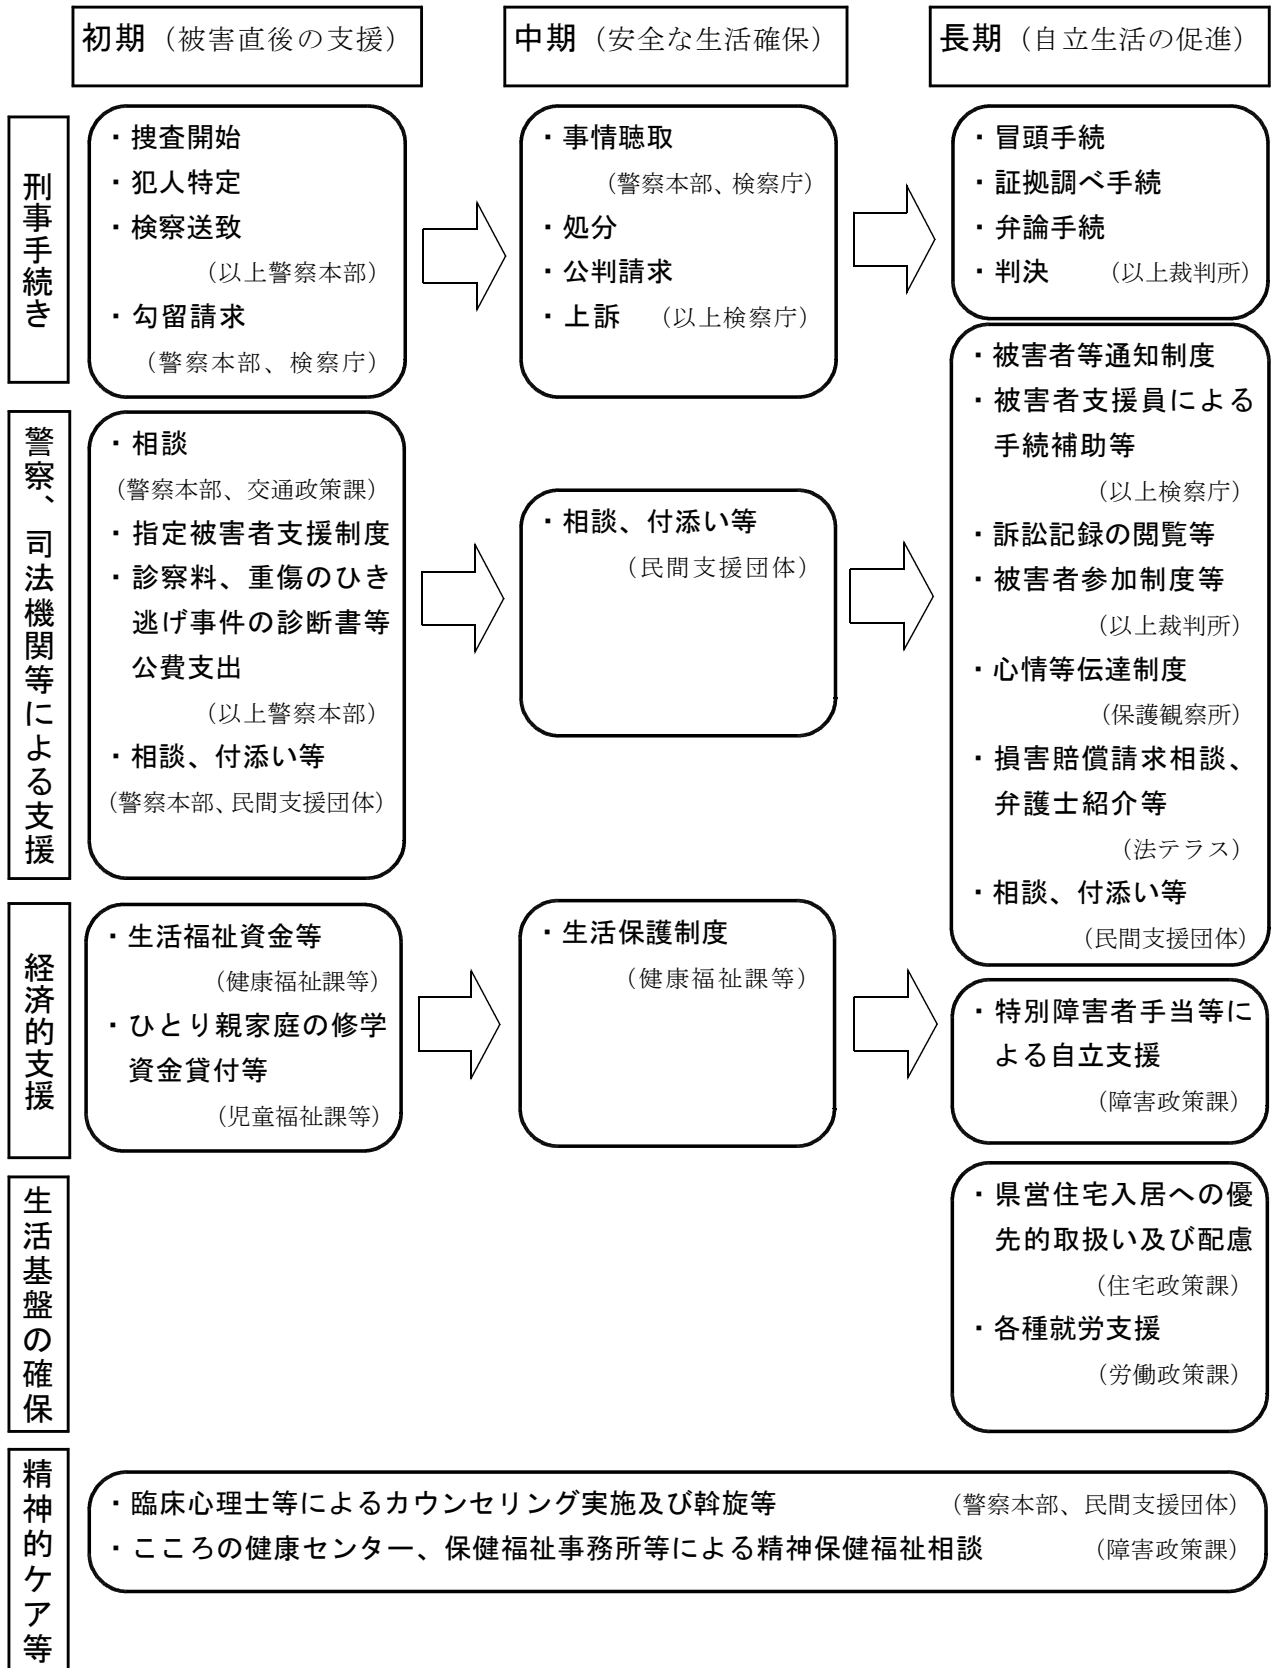 初期（被害直後の支援）
中期（安全な生活確保）
長期（自立生活の促進）
刑事手続き
・捜査開始
・犯人特定
・検察送致
（以上警察本部）
・勾留請求
（警察本部、検察庁）
・事情聴取
（警察本部、検察庁）
・処分
・公判請求
・上訴　（以上検察庁）
・冒頭手続
・証拠調べ手続
・弁論手続
・判決　（以上裁判所）
警察、司法機関等による支援
・相談
（警察本部、交通政策課）
・指定被害者支援制度
・診察料、重傷のひき
逃げ事件の診断書等
公費支出
（以上警察本部）
・相談、付添い等
（警察本部、民間支援団体）
・相談、付添い等
（民間支援団体）
・被害者等通知制度
・被害者支援員による
手続補助等
（以上検察庁）
・訴訟記録の閲覧等
・被害者参加制度等
（以上裁判所）
・心情等伝達制度
（保護観察所）
・損害賠償請求相談、
弁護士紹介等
（法テラス）
・相談、付添い等
（民間支援団体）
経済的支援
・生活福祉資金等
（健康福祉課等）
・ひとり親家庭の修学
資金貸付等
（児童福祉課等）
・生活保護制度
（健康福祉課等）
・特別障害者手当等に
よる自立支援
（障害政策課）
生活基盤の確保
・県営住宅入居への優
先的取扱い及び配慮
（住宅政策課）
・各種就労支援
（労働政策課）
精神的ケア等
・臨床心理士等によるカウンセリング実施及び斡旋等　（警察本部、民間支援団体）
・こころの健康センター、保健福祉事務所等による精神保健福祉相談　（障害政策課）